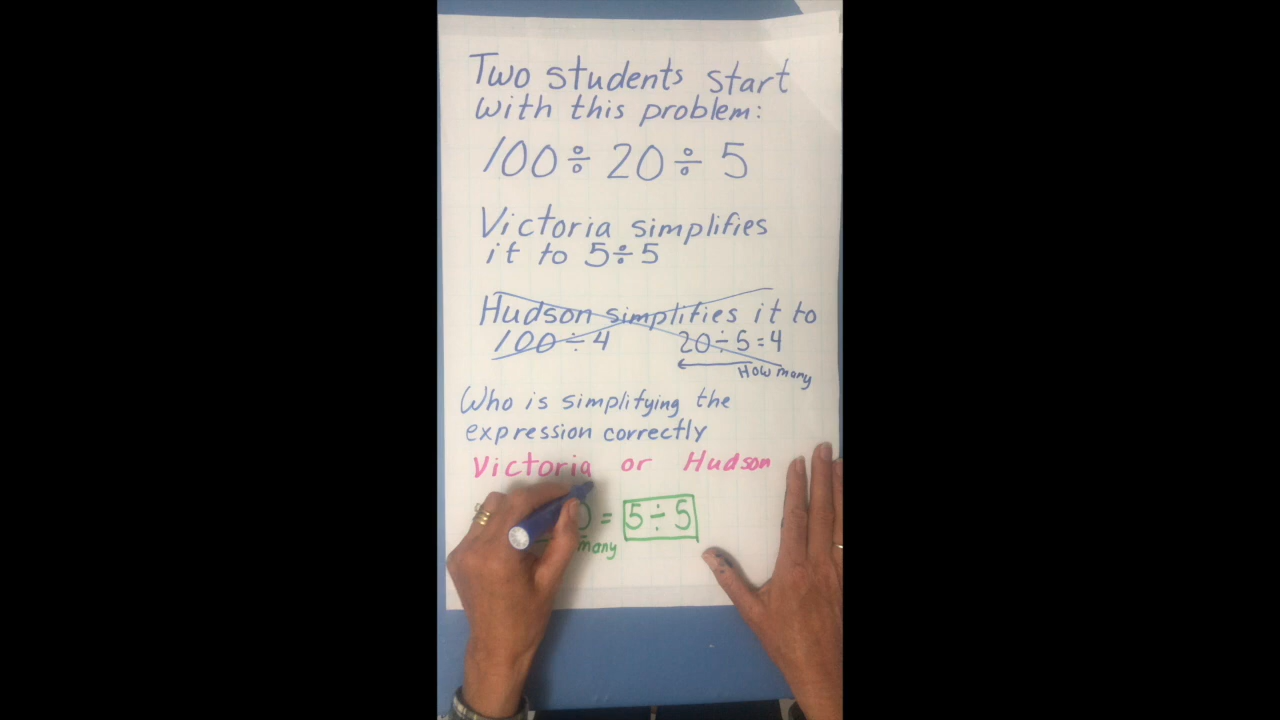 Two students start
with this problem:
100 ÷ 20 ÷ 5
Victoria simplifies
it to 5÷5
Hudson simplifies it to
100 ÷ 4 20 ÷ 5 = 4
How many
Who is simplifying the
expression correctly
Victoria or Hudson
0 = 5 ÷ 5
many